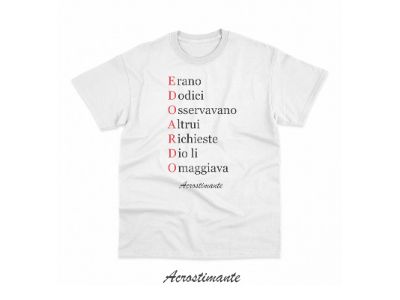 Erano
Dodici
Osservavano
Altrui
Richieste
Dio li
Omaggiava
Acrostimante
Acrostimante